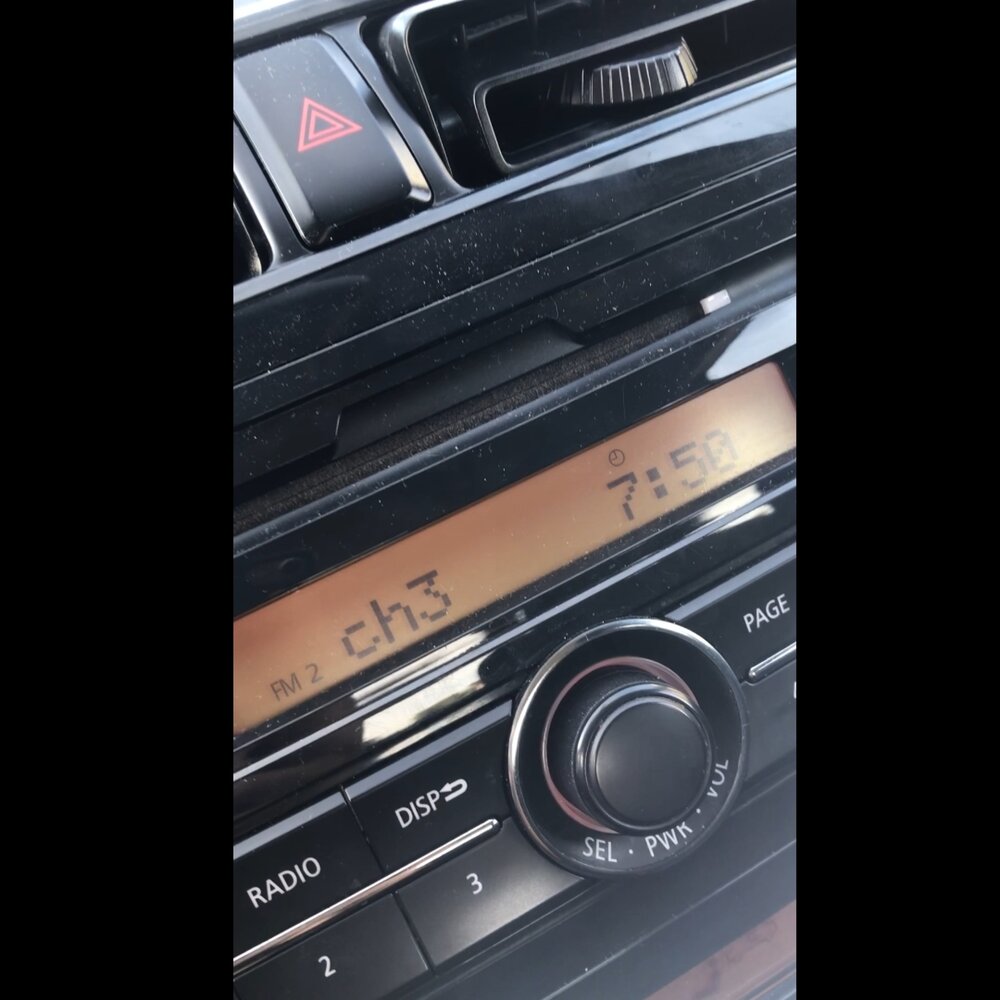 7:50
ch3
FM 2
PAGE
DISP
SEL · PWR · VOL
RADIO
3
2